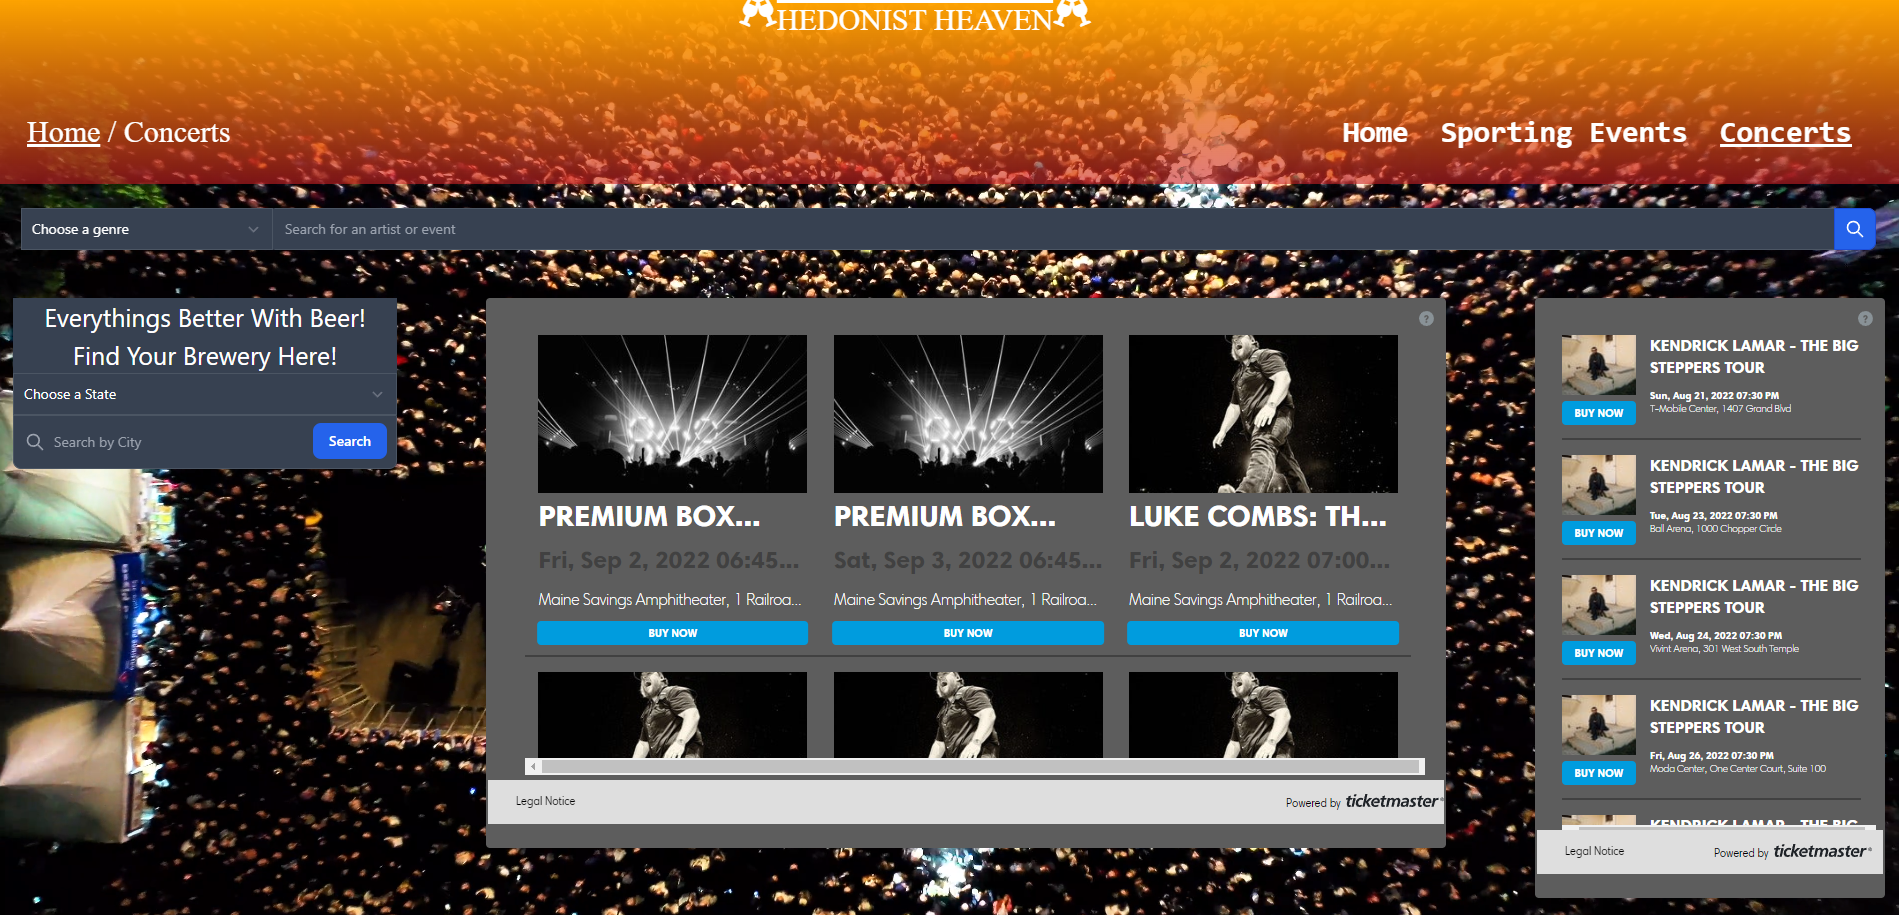 HEDONIST HEAVEN
Home / Concerts
Home Sporting Events Concerts
Choose a genre
Search for an artist or event
Everythings Better With Beer!
Find Your Brewery Here!
Choose a State
Search by City
Search
?
PREMIUM BOX...
Fri, Sep 2, 2022 06:45...
Maine Savings Amphitheater, 1 Railroa...
BUY NOW
PREMIUM BOX...
Sat, Sep 3, 2022 06:45...
Maine Savings Amphitheater, 1 Railroa...
BUY NOW
LUKE COMBS: TH...
Fri, Sep 2, 2022 07:00...
Maine Savings Amphitheater, 1 Railroa...
BUY NOW
Legal Notice
Powered by ticketmaster®
?
KENDRICK LAMAR - THE BIG
STEPPERS TOUR
Sun, Aug 21, 2022 07:30 PM
T-Mobile Center, 1407 Grand Blvd
BUY NOW
KENDRICK LAMAR - THE BIG
STEPPERS TOUR
Tue, Aug 23, 2022 07:30 PM
Ball Arena, 1000 Chopper Circle
BUY NOW
KENDRICK LAMAR - THE BIG
STEPPERS TOUR
Wed, Aug 24, 2022 07:30 PM
Vivint Arena, 301 West South Temple
BUY NOW
KENDRICK LAMAR - THE BIG
STEPPERS TOUR
Fri, Aug 26, 2022 07:30 PM
Moda Center, One Center Court, Suite 100
BUY NOW
KENDRICK LAMAR - THE BIG
Legal Notice
Powered by ticketmaster®